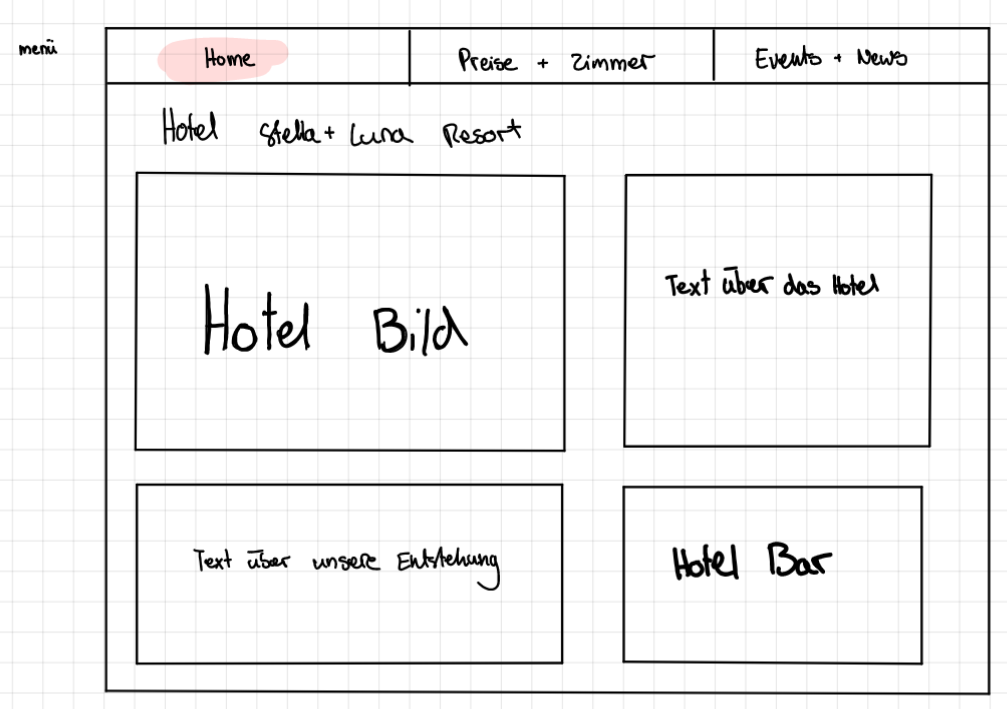 menü
Home
Preise + Zimmer
Events + News
Hotel Stella + Luna Resort
Hotel Bild
Text über das Hotel
Text über unsere Entstehung
Hotel Bar